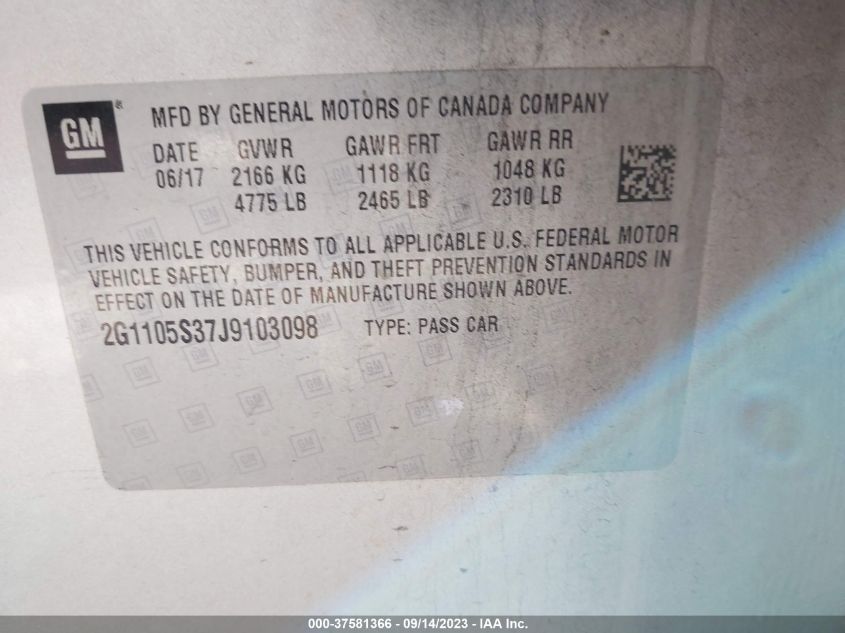 GM ® MFD BY GENERAL MOTORS OF CANADA COMPANY
DATE GVWR GAWR FRT GAWR RR
06/17 2166 KG 1118 KG 1048 KG
4775 LB 2465 LB 2310 LB
THIS VEHICLE CONFORMS TO ALL APPLICABLE U.S. FEDERAL MOTOR
VEHICLE SAFETY, BUMPER, AND THEFT PREVENTION STANDARDS IN
EFFECT ON THE DATE OF MANUFACTURE SHOWN ABOVE.
2G1105S37J9103098 TYPE: PASS CAR
000-37581366 - 09/14/2023 - IAA Inc.